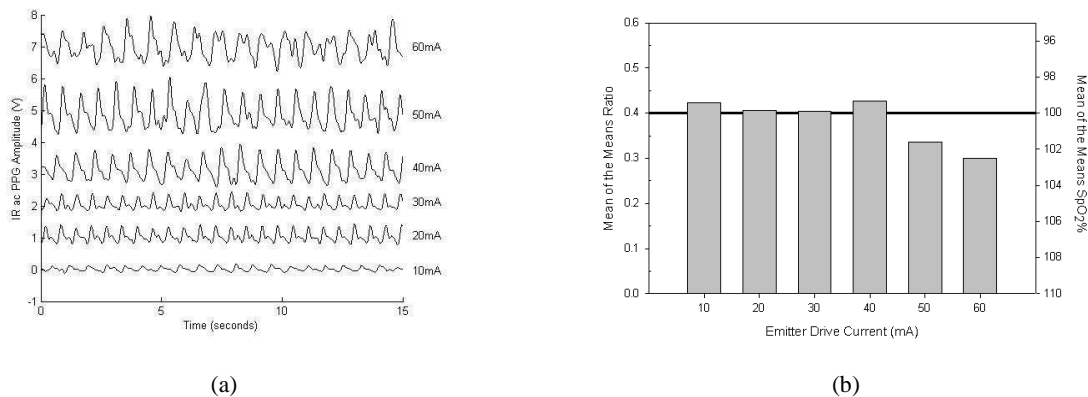 8
7
6
5
4
3
2
1
0
-1
IR ac PPG Amplitude (V)
60mA
50mA
40mA
30mA
20mA
10mA
0 5 10 15
Time (seconds)
(a)
0.6
0.5
0.4
0.3
0.2
0.1
0.0
Mean of the Means Ratio
96
98
99
100
102
103
104
106
108
110
Mean of the Means SpO2%
10 20 30 40 50 60
Emitter Drive Current (mA)
(b)